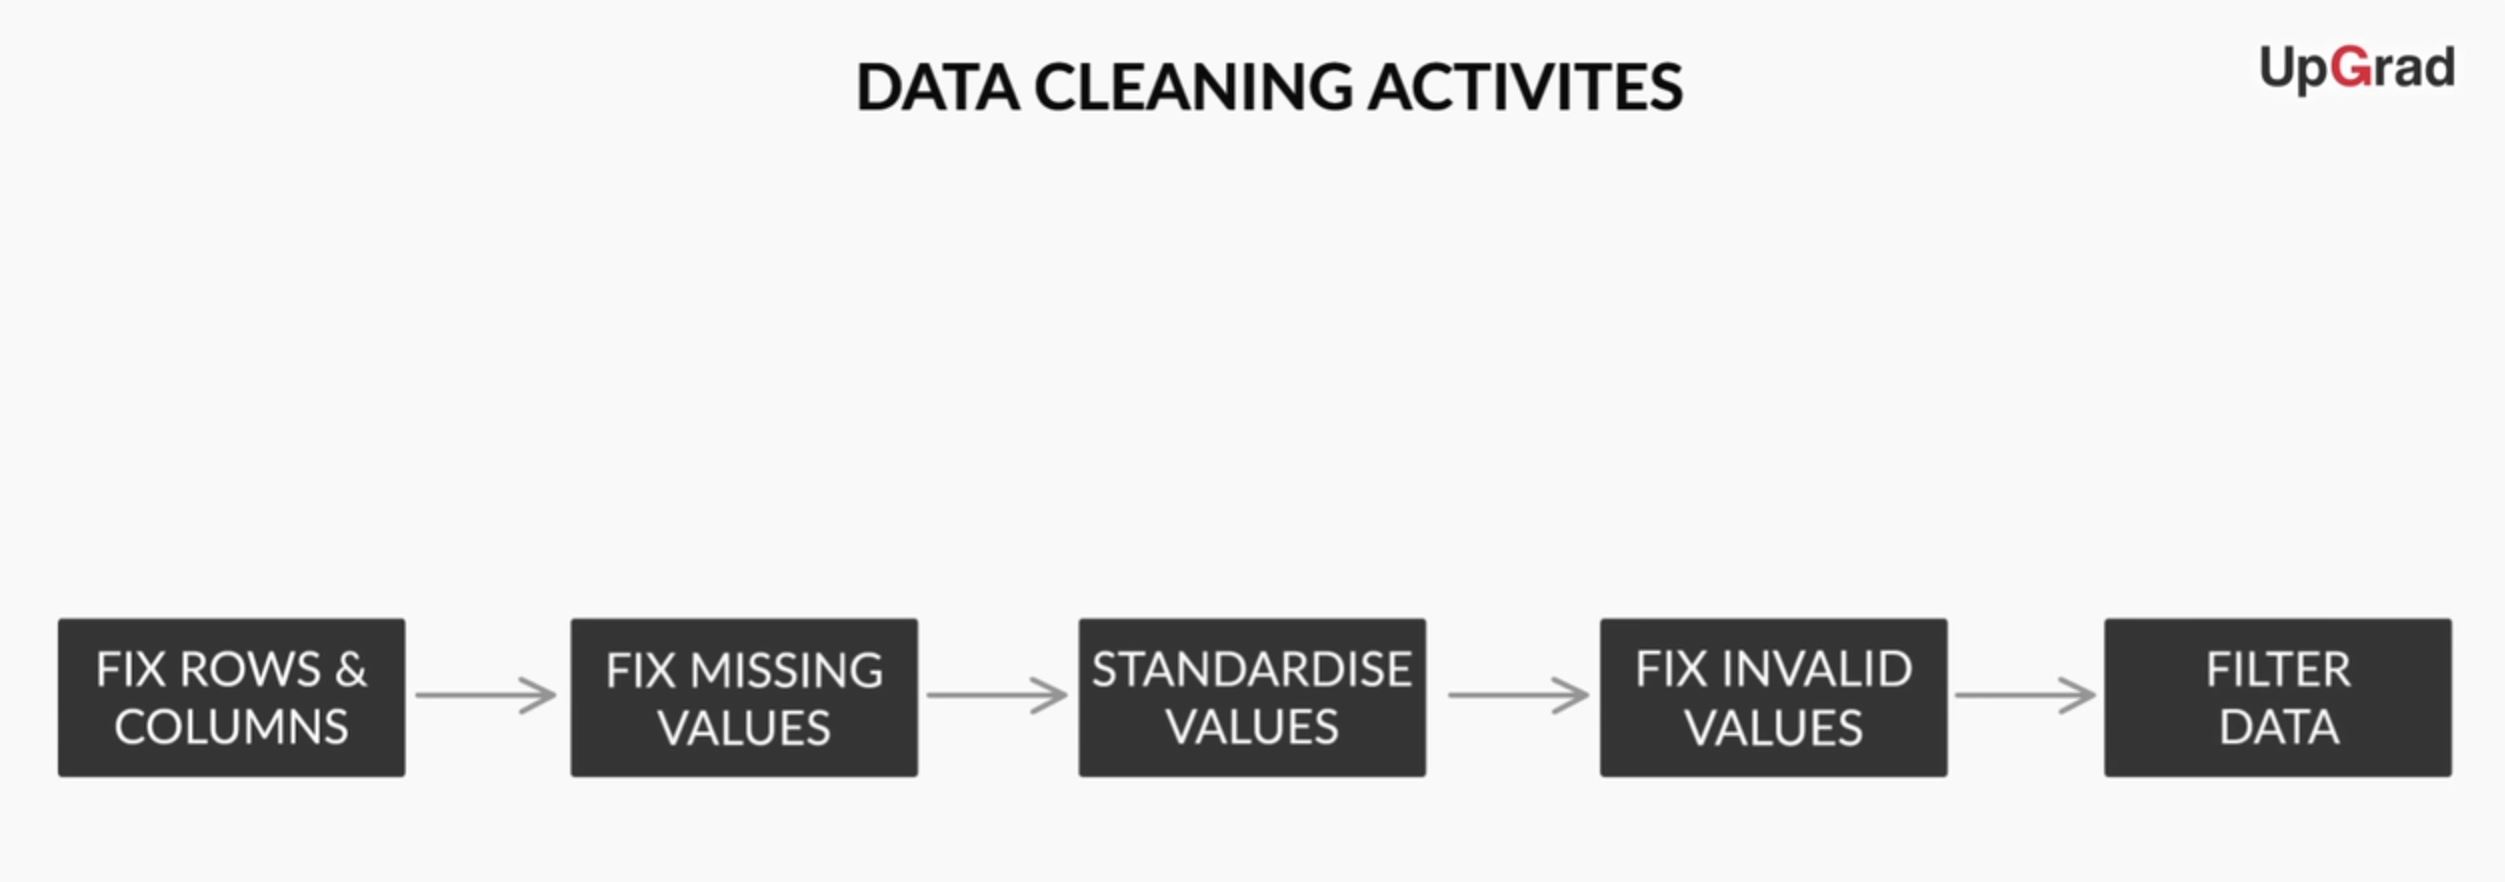 DATA CLEANING ACTIVITES
UpGrad
FIX ROWS &
COLUMNS
FIX MISSING
VALUES
STANDARDISE
VALUES
FIX INVALID
VALUES
FILTER
DATA